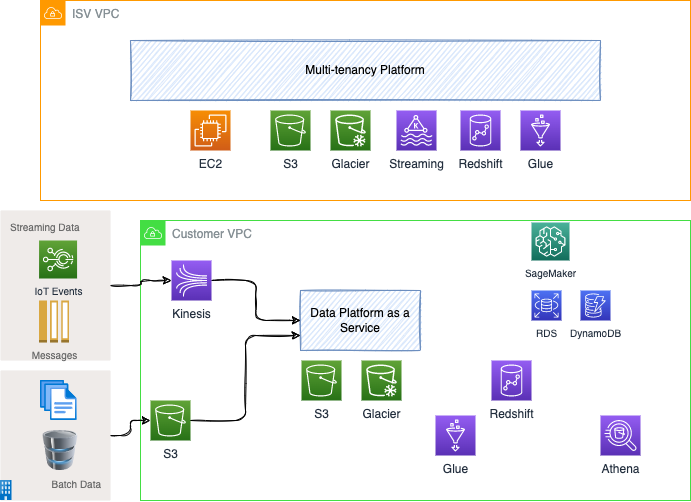 ISV VPC
Multi-tenancy Platform
EC2
S3
Glacier
Streaming
Redshift
Glue
Streaming Data
IoT Events
Messages
Batch Data
Customer VPC
Kinesis
S3
Data Platform as a
Service
S3
Glacier
SageMaker
RDS
DynamoDB
Redshift
Glue
Athena